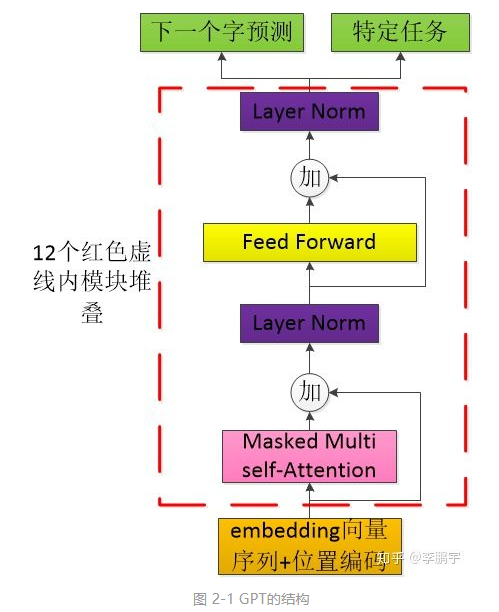 下一个字预测
特定任务
Layer Norm
加
Feed Forward
12个红色虚
线内模块堆
叠
Layer Norm
加
Masked Multi
self-Attention
embedding向量
序列+位置编码
知乎 @李鹏宇
图 2-1 GPT的结构